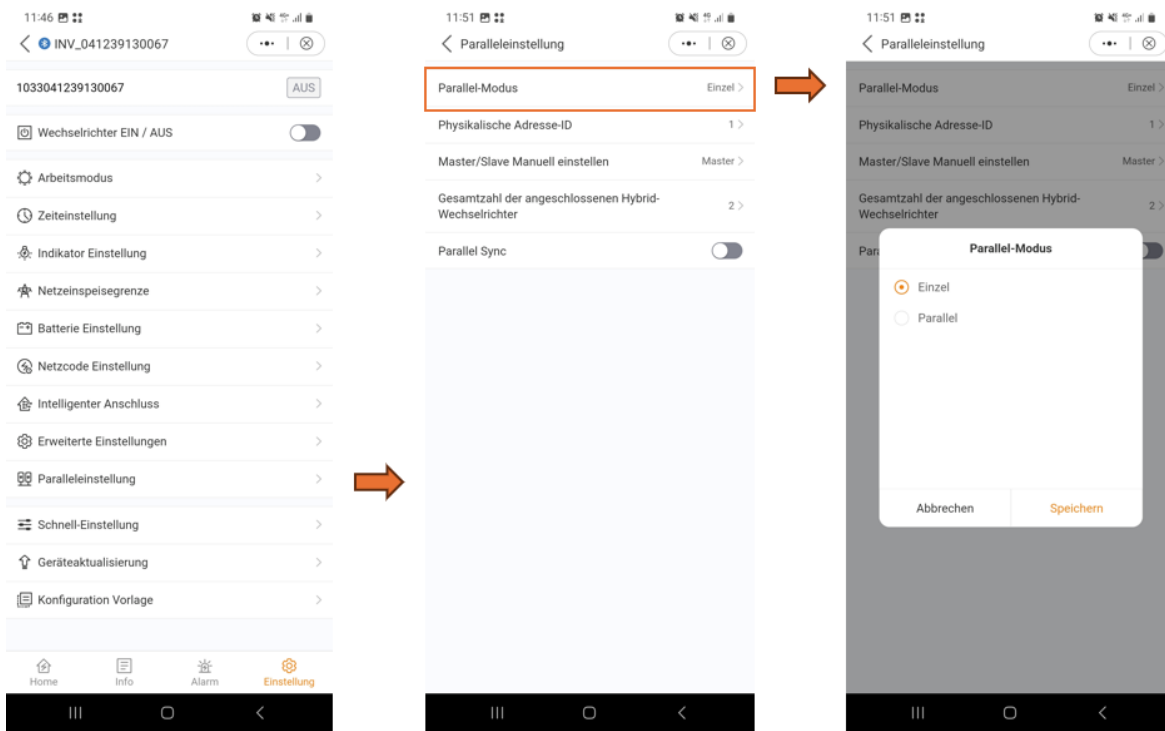 11:46
INV_041239130067
1033041239130067
AUS
Wechselrichter EIN / AUS
Arbeitsmodus
Zeiteinstellung
Indikator Einstellung
Netzeinspeisegrenze
Batterie Einstellung
Netzcode Einstellung
Intelligenter Anschluss
Erweiterte Einstellungen
Paralleleinstellung
Schnell-Einstellung
Geräteaktualisierung
Konfiguration Vorlage
Home Info Alarm Einstellung
11:51
Paralleleinstellung
Parallel-Modus Einzel
Physikalische Adresse-ID 1
Master/Slave Manuell einstellen Master
Gesamtzahl der angeschlossenen Hybrid-
Wechselrichter 2
Parallel Sync
11:51
Paralleleinstellung
Parallel-Modus Einzel
Physikalische Adresse-ID 1
Master/Slave Manuell einstellen Master
Gesamtzahl der angeschlossenen Hybrid-
Wechselrichter 2
Para
Parallel-Modus
Einzel
Parallel
Abbrechen Speichern